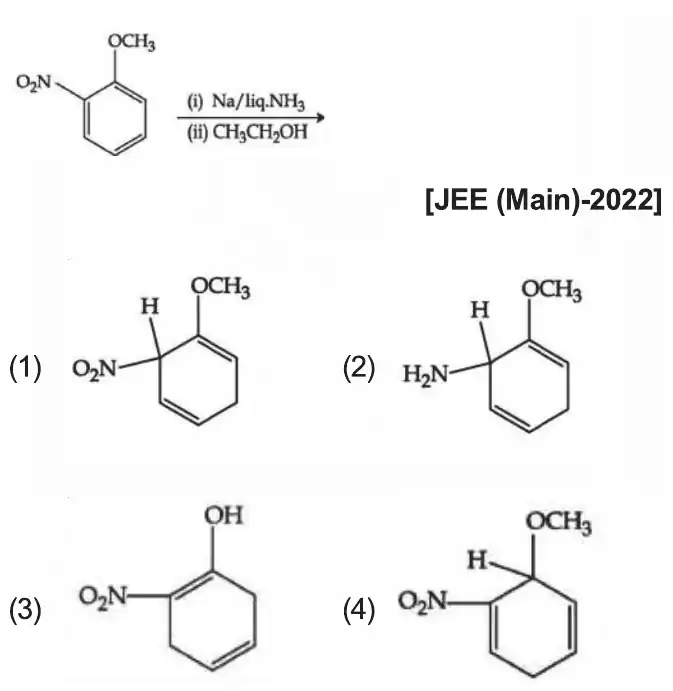 OCH₃
O₂N
(i) Na/liq.NH₃
(ii) CH₃CH₂OH
[JEE (Main)-2022]
(1) O₂N H OCH₃
(2) H₂N H OCH₃
(3) O₂N OH
(4) O₂N H OCH₃